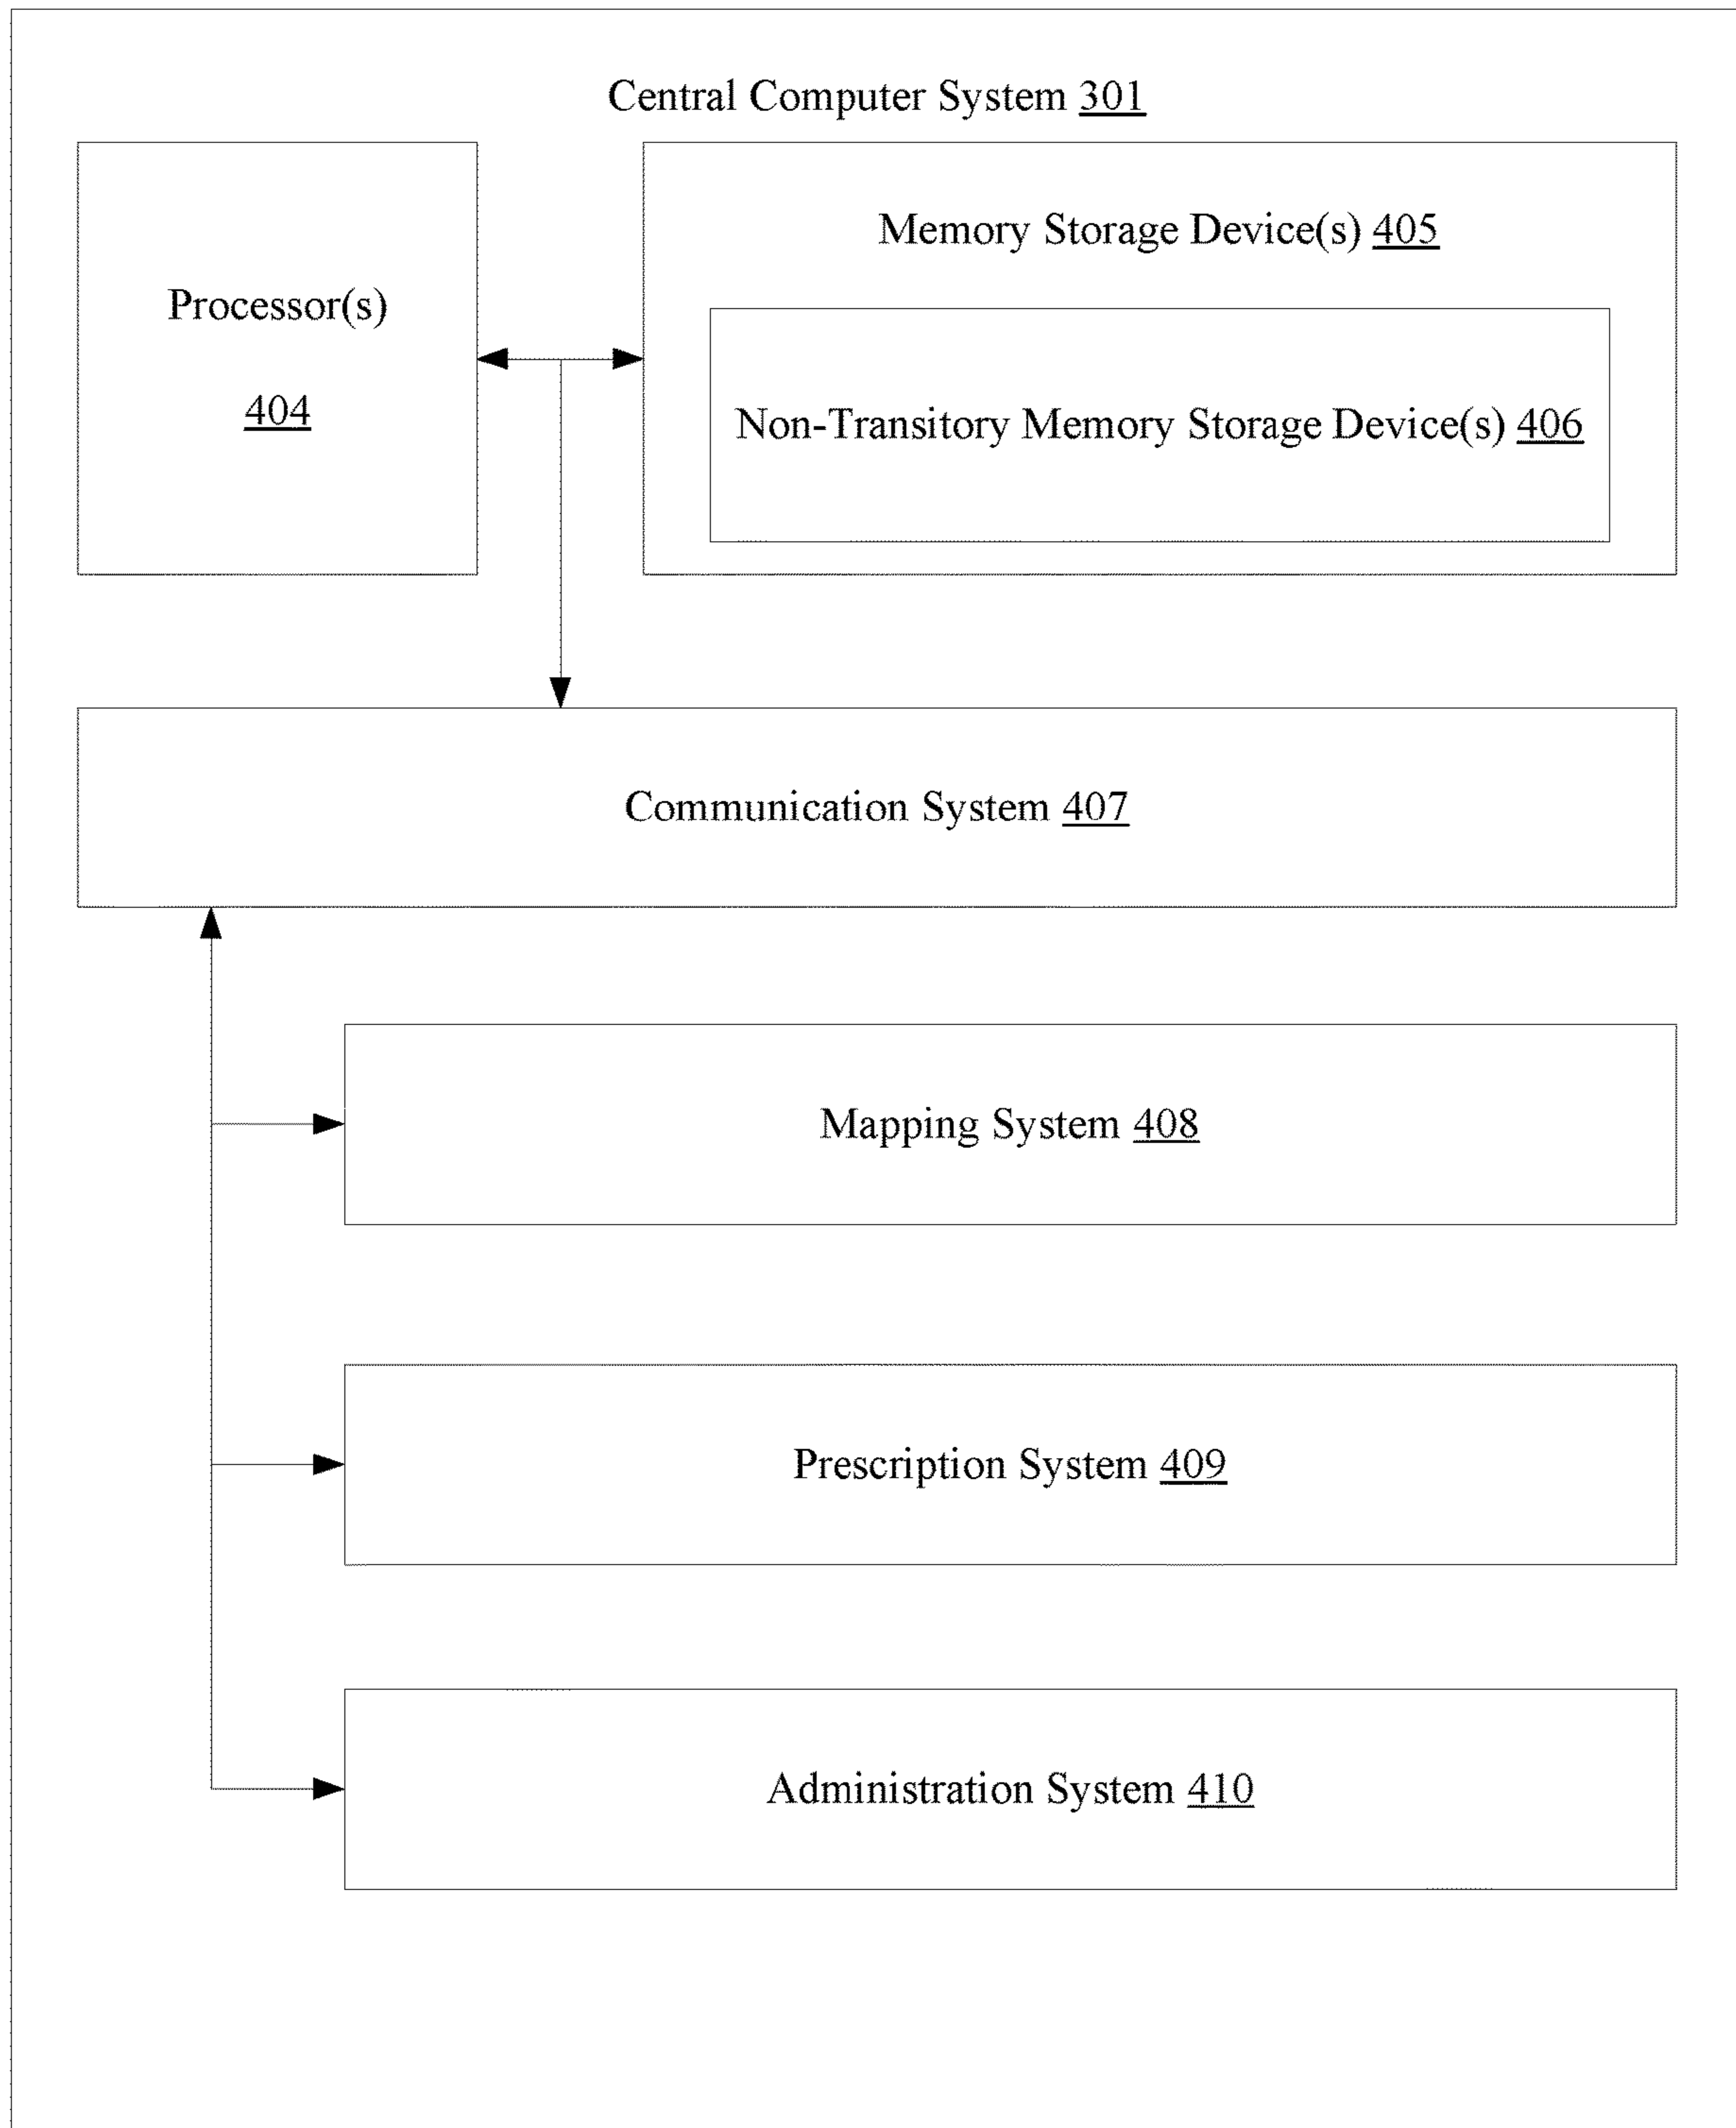 Central Computer System 301
Processor(s)
404
Memory Storage Device(s) 405
Non-Transitory Memory Storage Device(s) 406
Communication System 407
Mapping System 408
Prescription System 409
Administration System 410